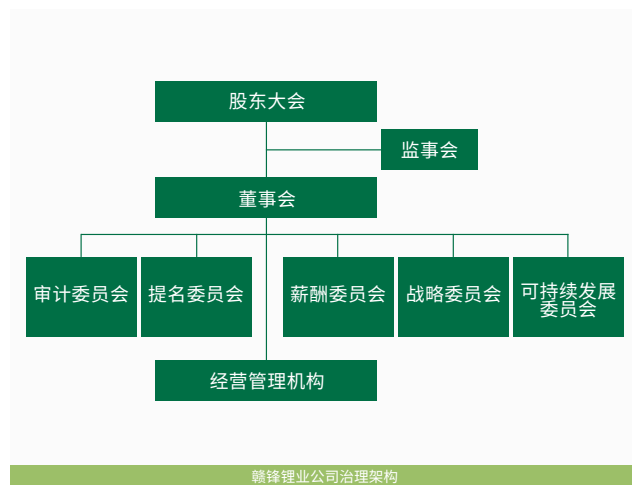 股东大会
监事会
董事会
审计委员会
提名委员会
薪酬委员会
战略委员会
可持续发展
委员会
经营管理机构
赣锋锂业公司治理架构